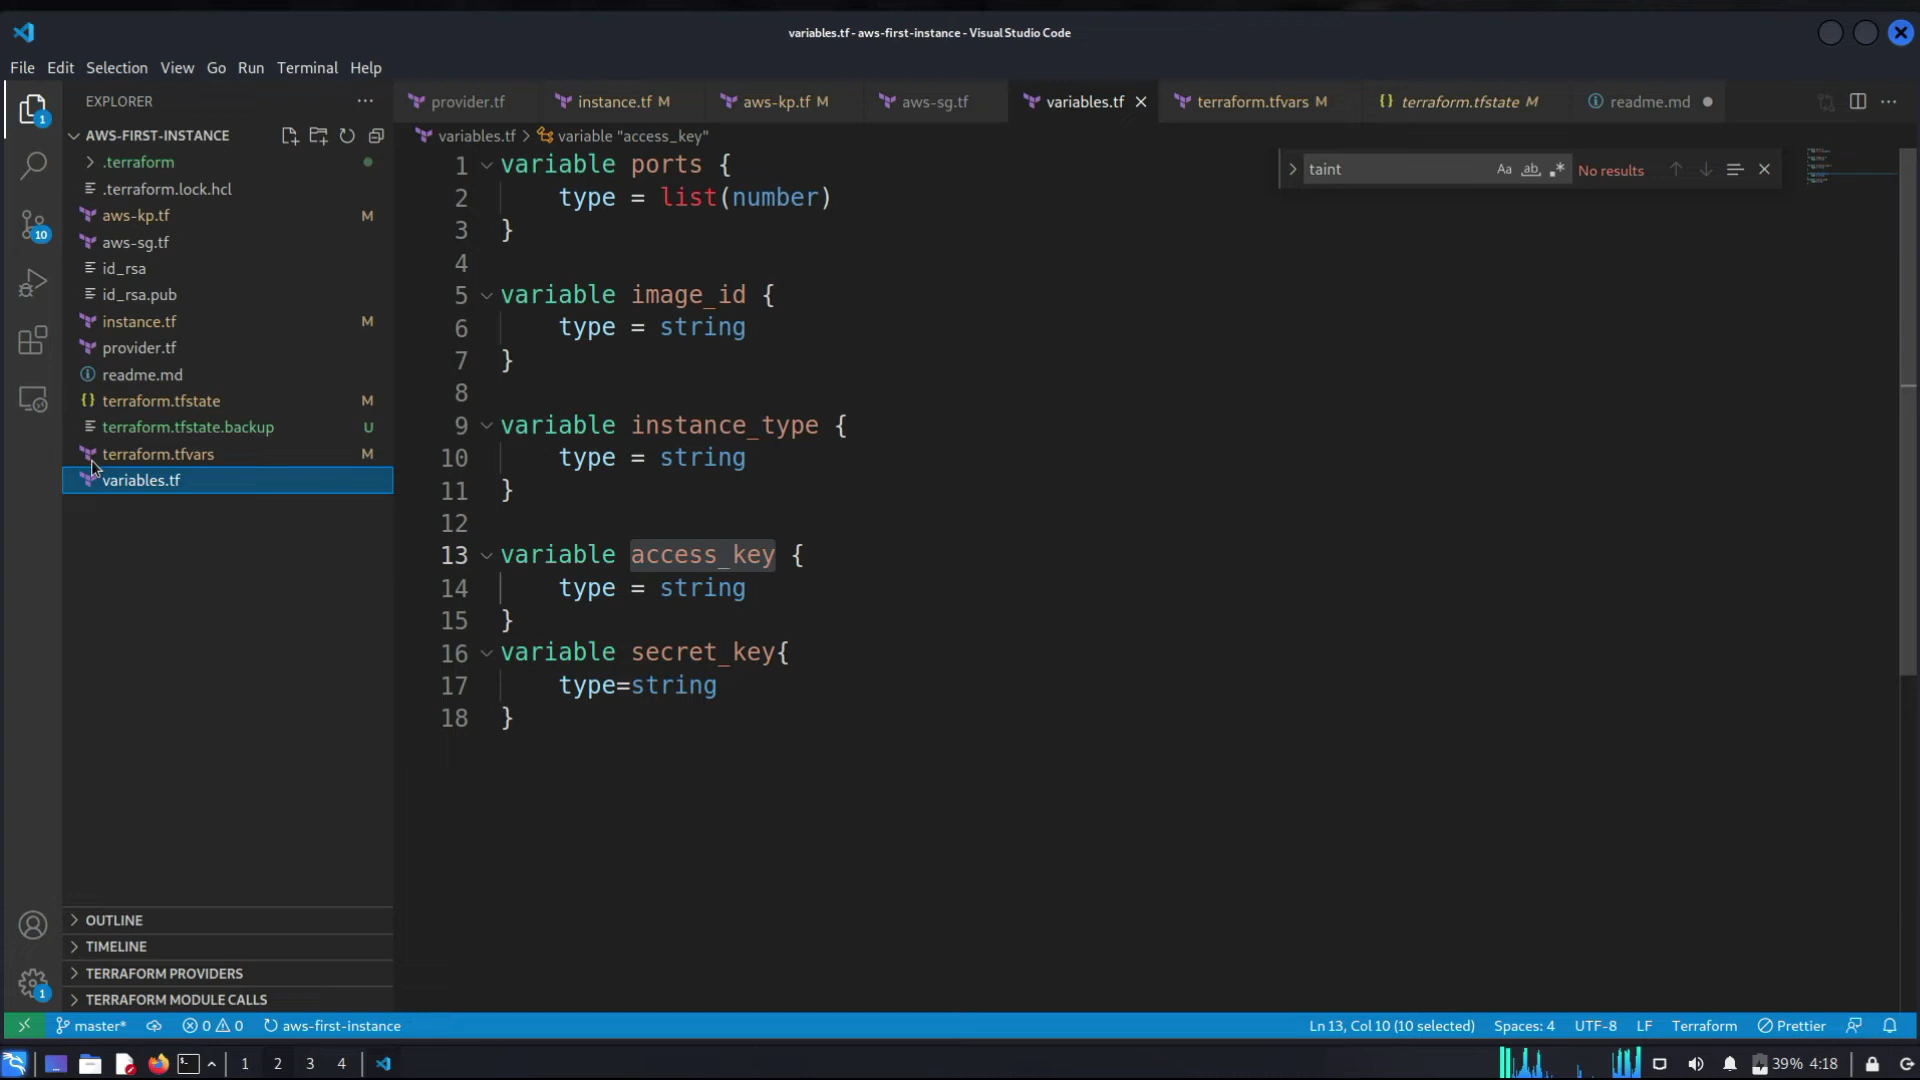 variables.tf - aws-first-instance - Visual Studio Code
File Edit Selection View Go Run Terminal Help
EXPLORER
AWS-FIRST-INSTANCE
.terraform
.terraform.lock.hcl
aws-kp.tf M
aws-sg.tf
id_rsa
id_rsa.pub
instance.tf M
provider.tf
readme.md
terraform.tfstate M
terraform.tfstate.backup U
terraform.tfvars M
variables.tf
OUTLINE
TIMELINE
TERRAFORM PROVIDERS
TERRAFORM MODULE CALLS
1
10
1
provider.tf instance.tf M aws-kp.tf M aws-sg.tf variables.tf terraform.tfvars M terraform.tfstate M readme.md
variables.tf > variable "access_key"
taint Aa ab .* No results
1 variable ports {
2 type = list(number)
3 }
4
5 variable image_id {
6 type = string
7 }
8
9 variable instance_type {
10 type = string
11 }
12
13 variable access_key {
14 type = string
15 }
16 variable secret_key{
17 type=string
18 }
master* 0 0 aws-first-instance Ln 13, Col 10 (10 selected) Spaces: 4 UTF-8 LF Terraform Prettier
1 2 3 4 39% 4:18